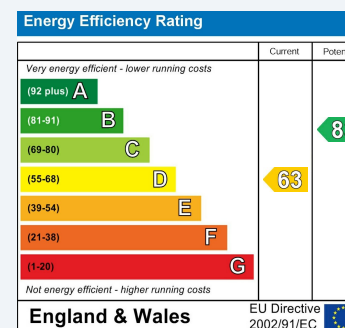 Energy Efficiency Rating
Current
Very energy efficient - lower running costs
(92 plus) A
(81-91) B
(69-80) C
(55-68) D
63
(39-54) E
(21-38) F
(1-20) G
Not energy efficient - higher running costs
England & Wales
EU Directive
2002/91/EC